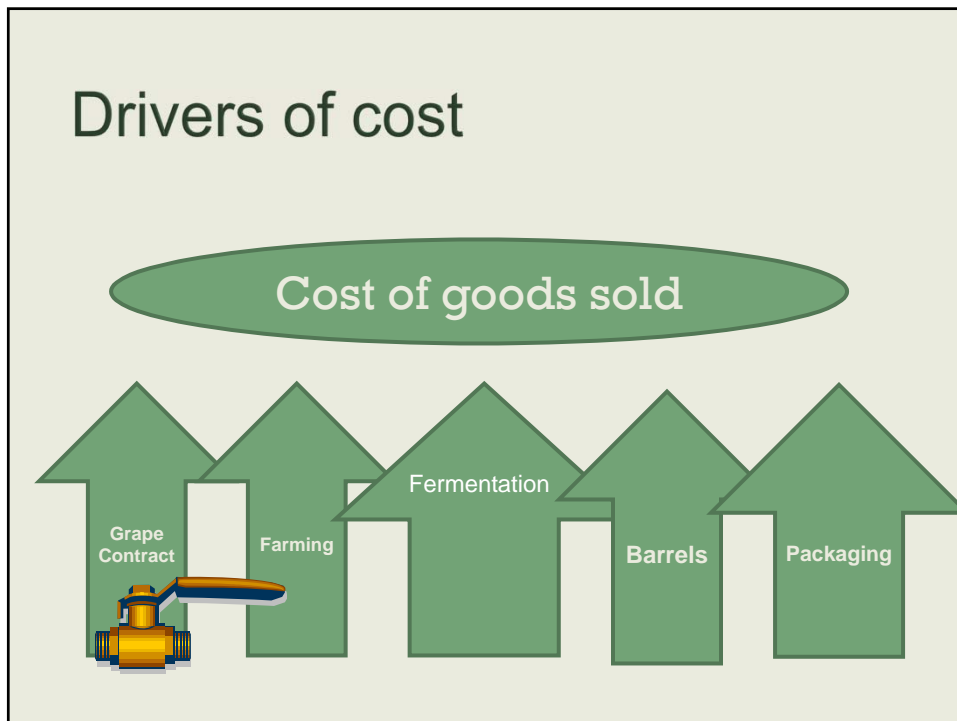 Drivers of cost
Cost of goods sold
Grape
Contract
Farming
Fermentation
Barrels
Packaging